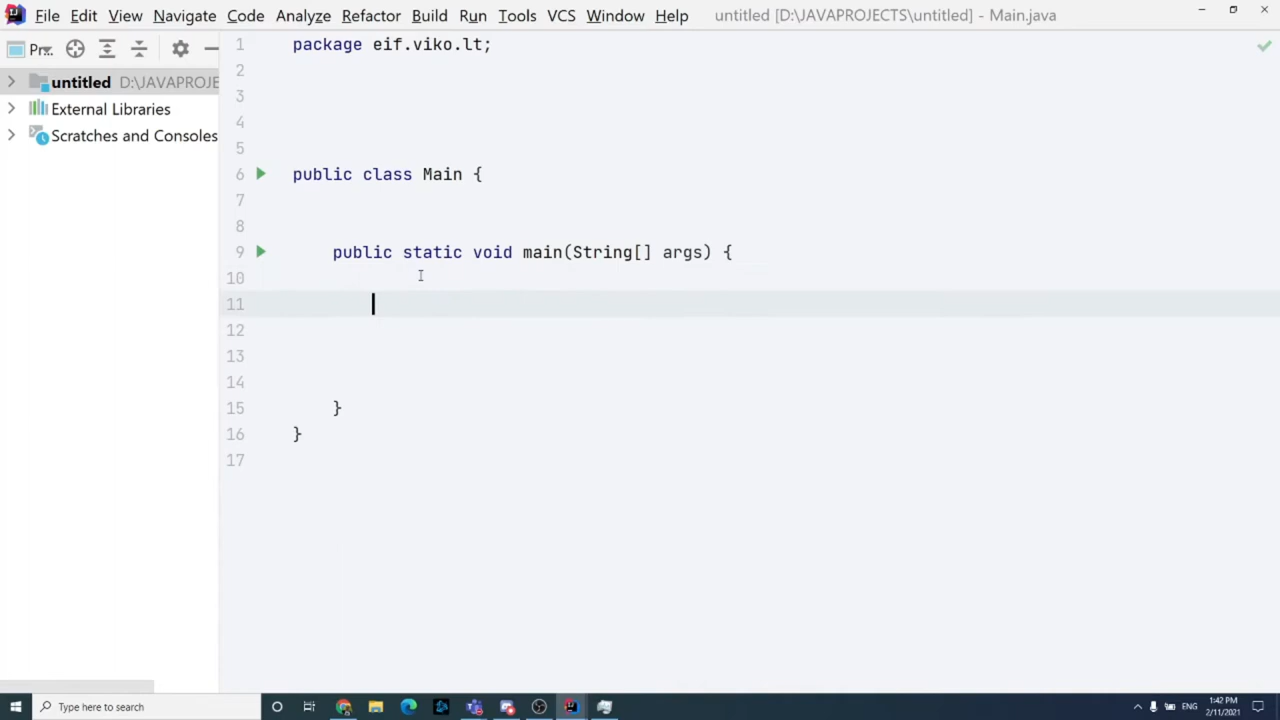 File Edit View Navigate Code Analyze Refactor Build Run Tools VCS Window Help untitled [D:\JAVAPROJECTS\untitled] - Main.java
Pr..
untitled D:\JAVAPROJE
External Libraries
Scratches and Consoles
1 package eif.viko.lt;
2
3
4
5
6 public class Main {
7
8
9 public static void main(String[] args) {
10
11
12
13
14
15 }
16 }
17
Type here to search
ENG
1:42 PM
2/11/2021